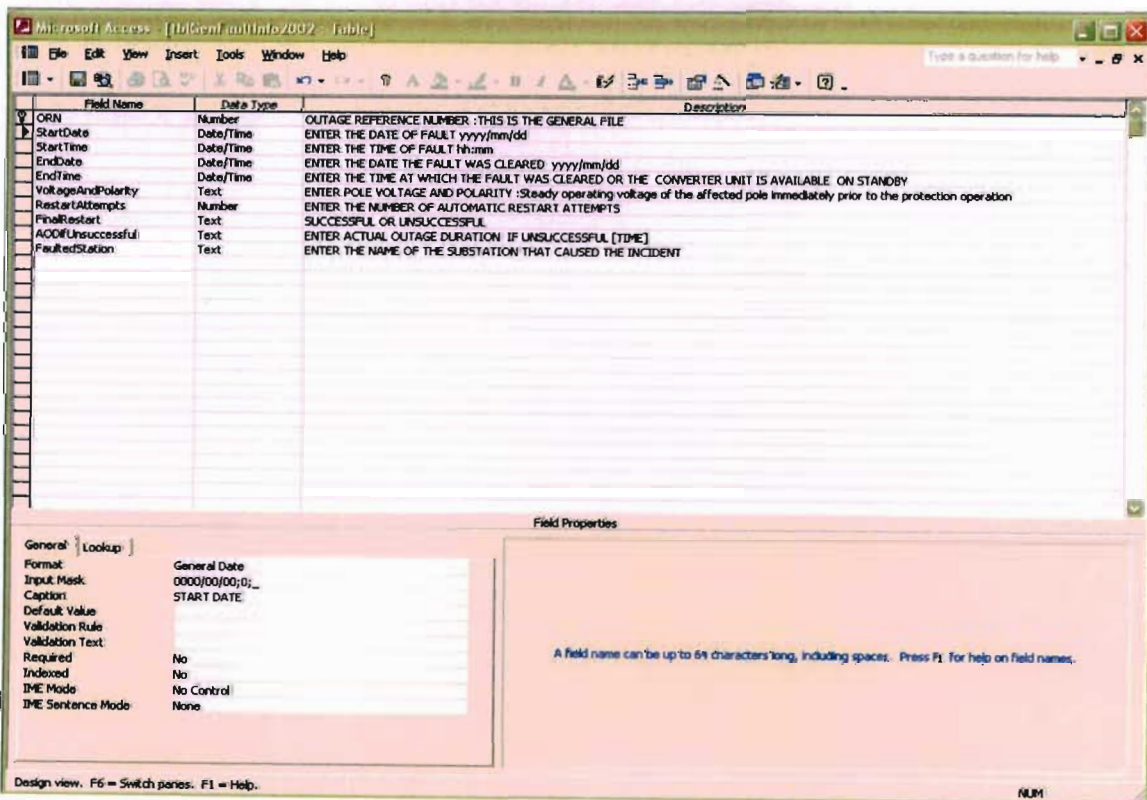 Microsoft Access - [tblGenFaultInfo2002 : Table]
File Edit View Insert Tools Window Help
Type a question for help
Field Name Data Type Description
ORN Number OUTAGE REFERENCE NUMBER :THIS IS THE GENERAL FILE
StartDate Date/Time ENTER THE DATE OF FAULT yyyy/mm/dd
StartTime Date/Time ENTER THE TIME OF FAULT hh:mm
EndDate Date/Time ENTER THE DATE THE FAULT WAS CLEARED yyyy/mm/dd
EndTime Date/Time ENTER THE TIME AT WHICH THE FAULT WAS CLEARED OR THE CONVERTER UNIT IS AVAILABLE ON STANDBY
VoltageAndPolarity Text ENTER POLE VOLTAGE AND POLARITY :Steady operating voltage of the affected pole immediately prior to the protection operation
RestartAttempts Number ENTER THE NUMBER OF AUTOMATIC RESTART ATTEMPTS
FinalRestart Text SUCCESSFUL OR UNSUCCESSFUL
AODIfUnsuccessful Text ENTER ACTUAL OUTAGE DURATION IF UNSUCCESSFUL [TIME]
FaultedStation Text ENTER THE NAME OF THE SUBSTATION THAT CAUSED THE INCIDENT
Field Properties
General Lookup
Format General Date
Input Mask 0000/00/00;0;_
Caption START DATE
Default Value
Validation Rule
Validation Text
Required No
Indexed No
IME Mode No Control
IME Sentence Mode None
A field name can be up to 64 characters long, including spaces. Press F1 for help on field names.
Design view. F6 = Switch panes. F1 = Help.
NUM